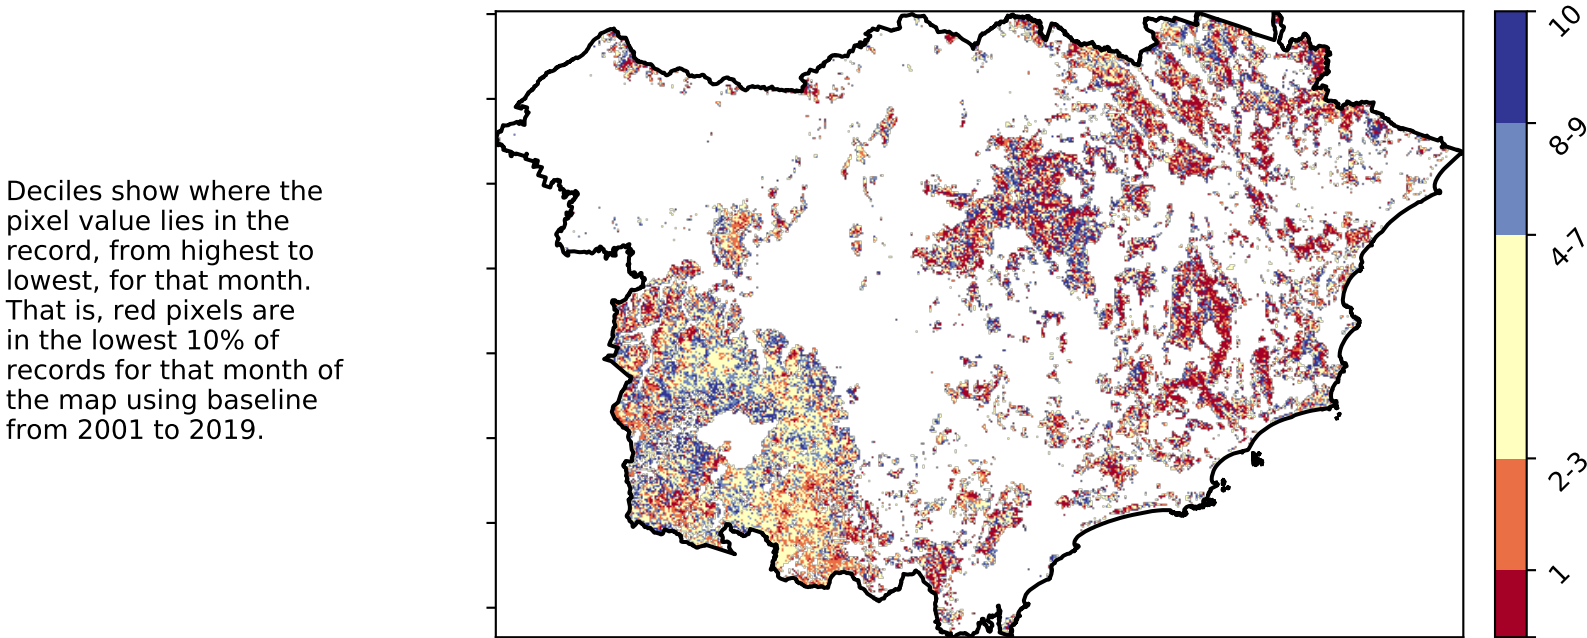 Deciles show where the
pixel value lies in the
record, from highest to
lowest, for that month.
That is, red pixels are
in the lowest 10% of
records for that month of
the map using baseline
from 2001 to 2019.
10
8-9
4-7
2-3
1